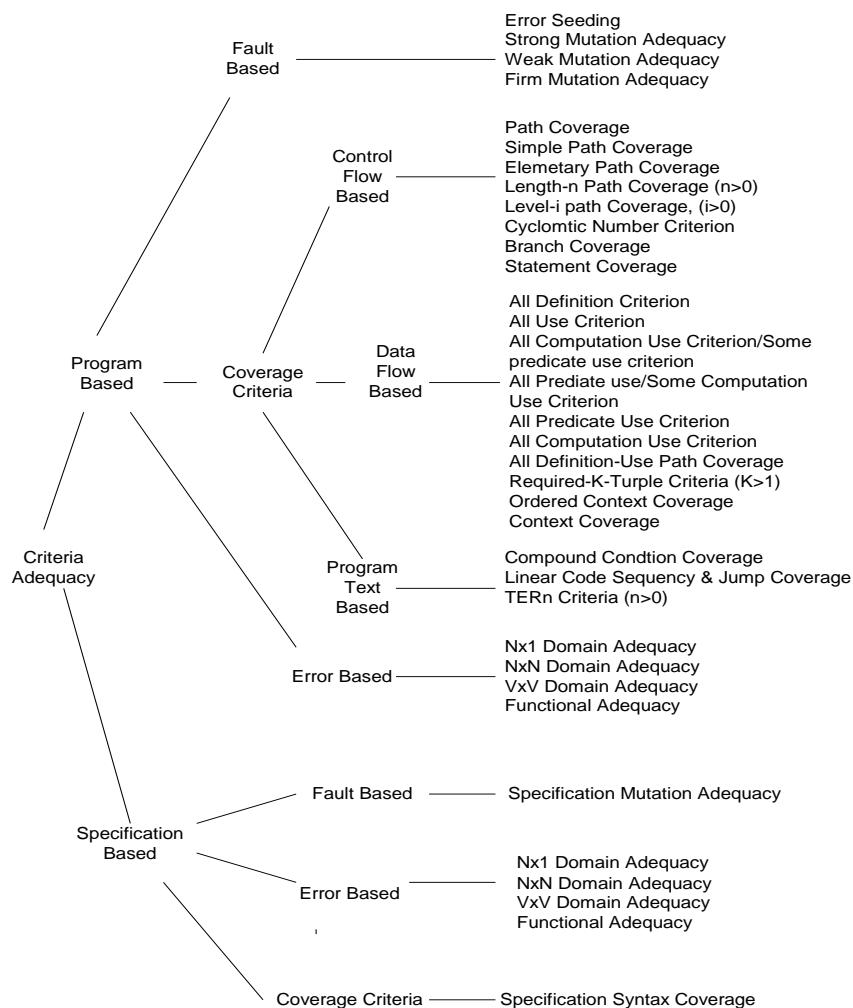 Error Seeding
Strong Mutation Adequacy
Weak Mutation Adequacy
Firm Mutation Adequacy
Fault
Based
Path Coverage
Simple Path Coverage
Elemetary Path Coverage
Length-n Path Coverage (n>0)
Level-i path Coverage, (i>0)
Cyclomtic Number Criterion
Branch Coverage
Statement Coverage
Control
Flow
Based
All Definition Criterion
All Use Criterion
All Computation Use Criterion/Some
predicate use criterion
All Prediate use/Some Computation
Use Criterion
All Predicate Use Criterion
All Computation Use Criterion
All Definition-Use Path Coverage
Required-K-Turple Criteria (K>1)
Ordered Context Coverage
Context Coverage
Program
Based
Coverage
Criteria
Data
Flow
Based
Criteria
Adequacy
Program
Text
Based
Compound Condtion Coverage
Linear Code Sequency & Jump Coverage
TERn Criteria (n>0)
Error Based
Nx1 Domain Adequacy
NxN Domain Adequacy
VxV Domain Adequacy
Functional Adequacy
Fault Based
Specification Mutation Adequacy
Specification
Based
Error Based
Nx1 Domain Adequacy
NxN Domain Adequacy
VxV Domain Adequacy
Functional Adequacy
Coverage Criteria
Specification Syntax Coverage